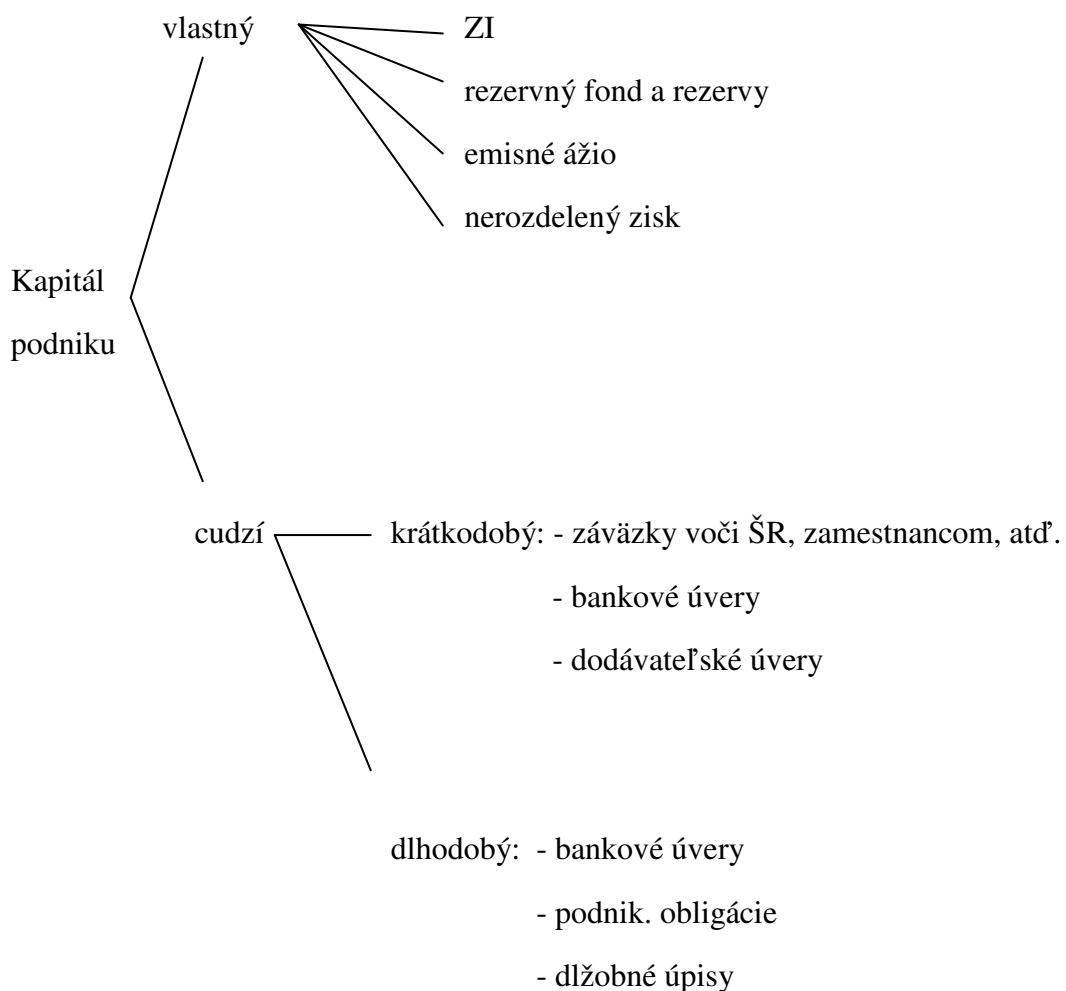 vlastný ZI
rezervný fond a rezervy
emisné ážio
nerozdelený zisk
Kapitál
podniku
cudzí krátkodobý: - záväzky voči ŠR, zamestnancom, atď.
- bankové úvery
- dodávateľské úvery
dlhodobý: - bankové úvery
- podnik. obligácie
- dlžobné úpisy